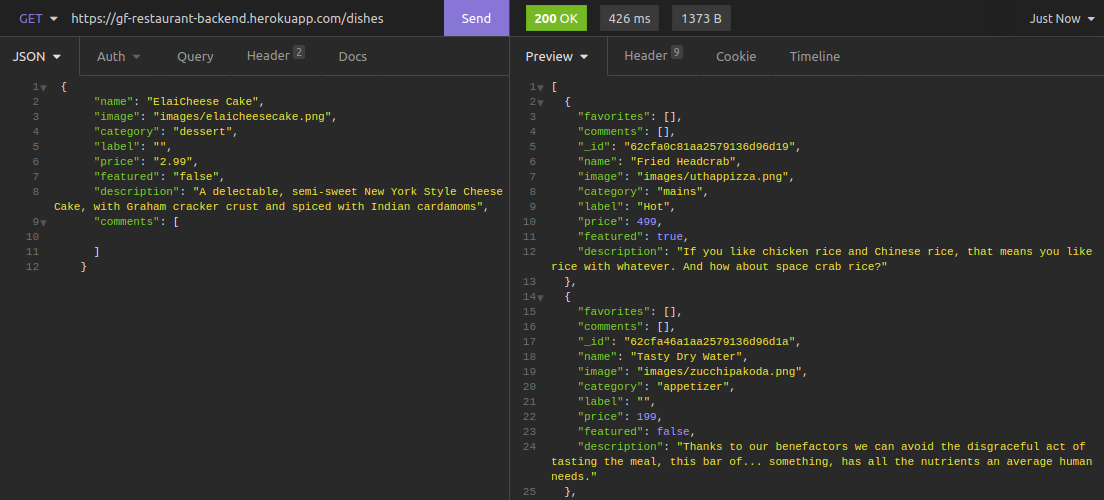 GET https://gf-restaurant-backend.herokuapp.com/dishes Send 200 OK 426 ms 1373 B Just Now
JSON Auth Query Header 2 Docs
1 {
2 "name": "ElaiCheese Cake",
3 "image": "images/elaicheesecake.png",
4 "category": "dessert",
5 "label": "",
6 "price": "2.99",
7 "featured": "false",
8 "description": "A delectable, semi-sweet New York Style Cheese
Cake, with Graham cracker crust and spiced with Indian cardamoms",
9 "comments": [
10
11 ]
12 }
Preview Header 9 Cookie Timeline
1 [
2 {
3 "favorites": [],
4 "comments": [],
5 "_id": "62cfa0c81aa2579136d96d19",
6 "name": "Fried Headcrab",
7 "image": "images/uthappizza.png",
8 "category": "mains",
9 "label": "Hot",
10 "price": 499,
11 "featured": true,
12 "description": "If you like chicken rice and Chinese rice, that means you like
rice with whatever. And how about space crab rice?"
13 },
14 {
15 "favorites": [],
16 "comments": [],
17 "_id": "62cfa46a1aa2579136d96d1a",
18 "name": "Tasty Dry Water",
19 "image": "images/zucchipakoda.png",
20 "category": "appetizer",
21 "label": "",
22 "price": 199,
23 "featured": false,
24 "description": "Thanks to our benefactors we can avoid the disgraceful act of
tasting the meal, this bar of... something, has all the nutrients an average human
needs."
25 },